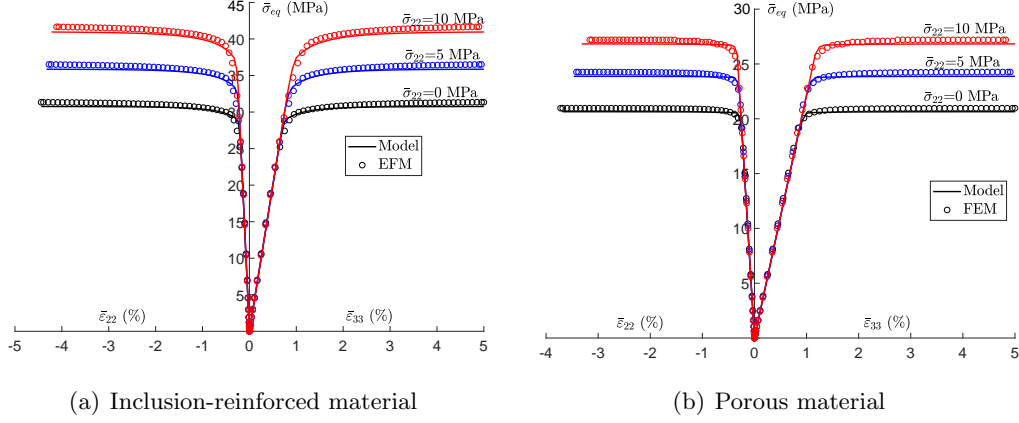 σ̄eq (MPa)
45
40
35
30
25
20
15
10
5
σ̄22=10 MPa
σ̄22=5 MPa
σ̄22=0 MPa
Model
EFM
ε̄22 (%)
ε̄33 (%)
-5 -4 -3 -2 -1 0 1 2 3 4 5
(a) Inclusion-reinforced material
σ̄eq (MPa)
30
25
20
15
10
5
σ̄22=10 MPa
σ̄22=5 MPa
σ̄22=0 MPa
Model
FEM
ε̄22 (%)
ε̄33 (%)
-4 -3 -2 -1 0 1 2 3 4 5
(b) Porous material